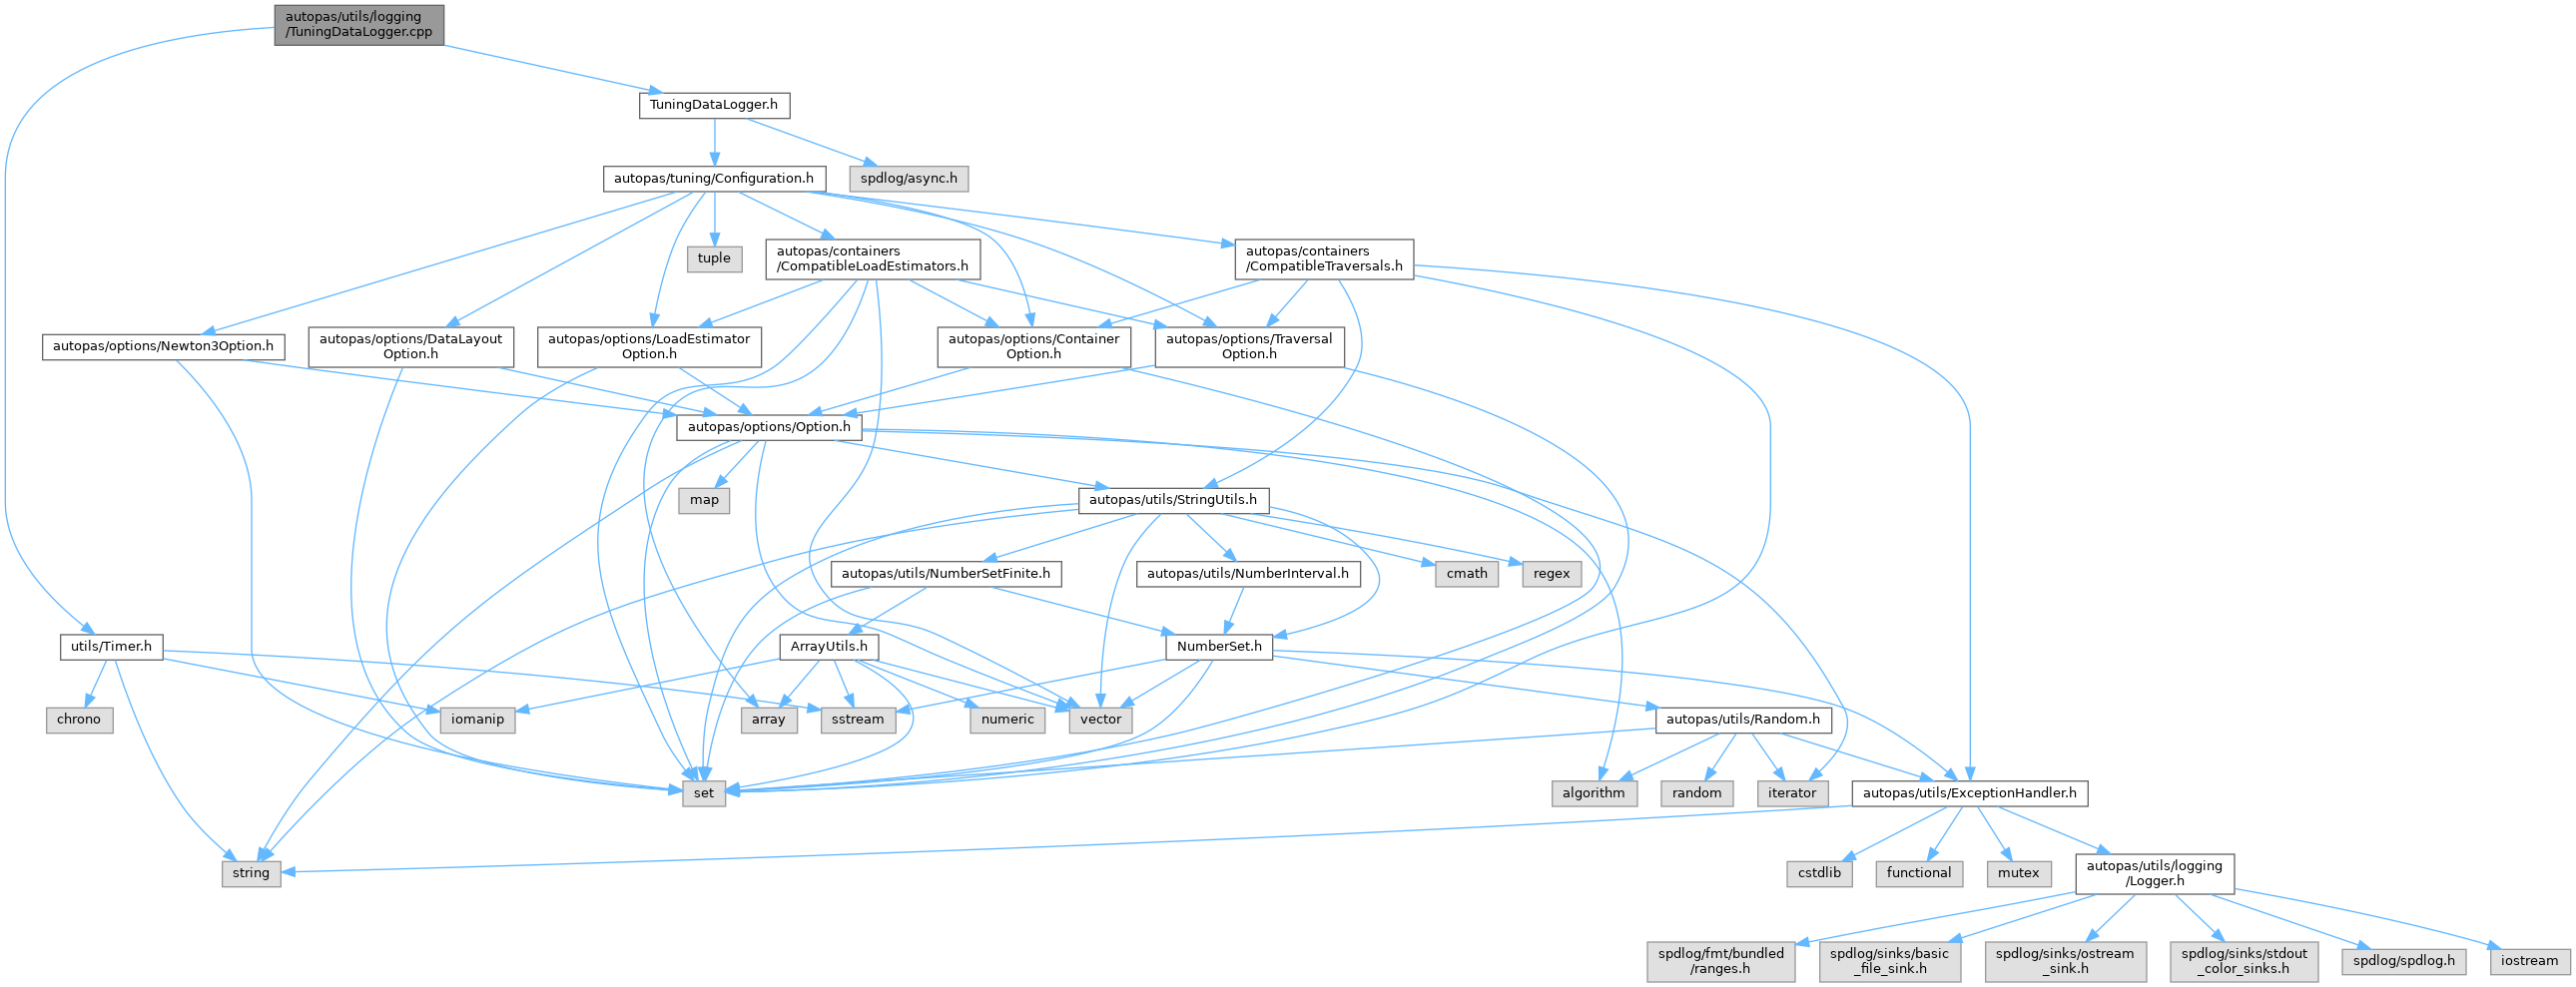 autopas/utils/logging
/TuningDataLogger.cpp
TuningDataLogger.h
autopas/tuning/Configuration.h
spdlog/async.h
tuple
autopas/containers
/CompatibleLoadEstimators.h
autopas/containers
/CompatibleTraversals.h
autopas/options/Newton3Option.h
autopas/options/DataLayout
Option.h
autopas/options/LoadEstimator
Option.h
autopas/options/Container
Option.h
autopas/options/Traversal
Option.h
autopas/options/Option.h
map
autopas/utils/StringUtils.h
autopas/utils/NumberSetFinite.h
autopas/utils/NumberInterval.h
cmath
regex
utils/Timer.h
ArrayUtils.h
NumberSet.h
chrono
iomanip
array
sstream
numeric
vector
autopas/utils/Random.h
set
algorithm
random
iterator
autopas/utils/ExceptionHandler.h
string
cstdlib
functional
mutex
autopas/utils/logging
/Logger.h
spdlog/fmt/bundled
/ranges.h
spdlog/sinks/basic
_file_sink.h
spdlog/sinks/ostream
_sink.h
spdlog/sinks/stdout
_color_sinks.h
spdlog/spdlog.h
iostream